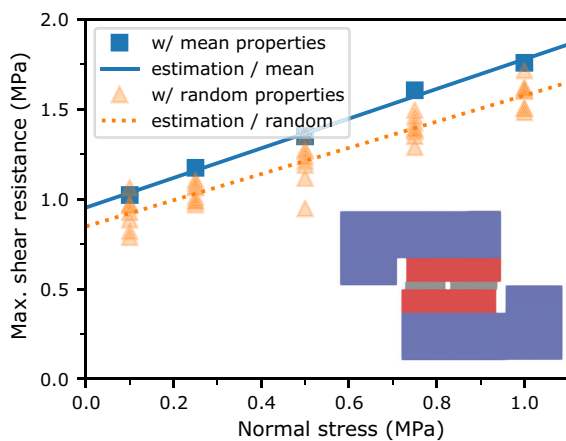 2.0
1.5
1.0
0.5
0.0
Max. shear resistance (MPa)
w/ mean properties
estimation / mean
w/ random properties
estimation / random
0.0 0.2 0.4 0.6 0.8 1.0
Normal stress (MPa)